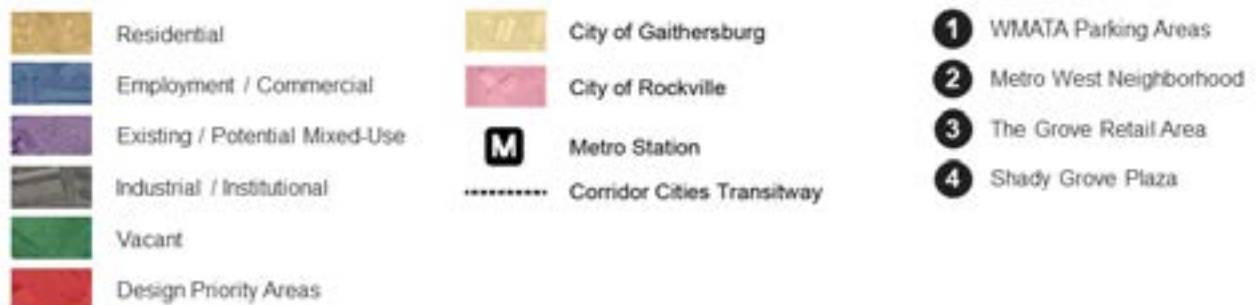 Residential
Employment / Commercial
Existing / Potential Mixed-Use
Industrial / Institutional
Vacant
Design Priority Areas
City of Gaithersburg
City of Rockville
M Metro Station
Corridor Cities Transitway
1 WMATA Parking Areas
2 Metro West Neighborhood
3 The Grove Retail Area
4 Shady Grove Plaza